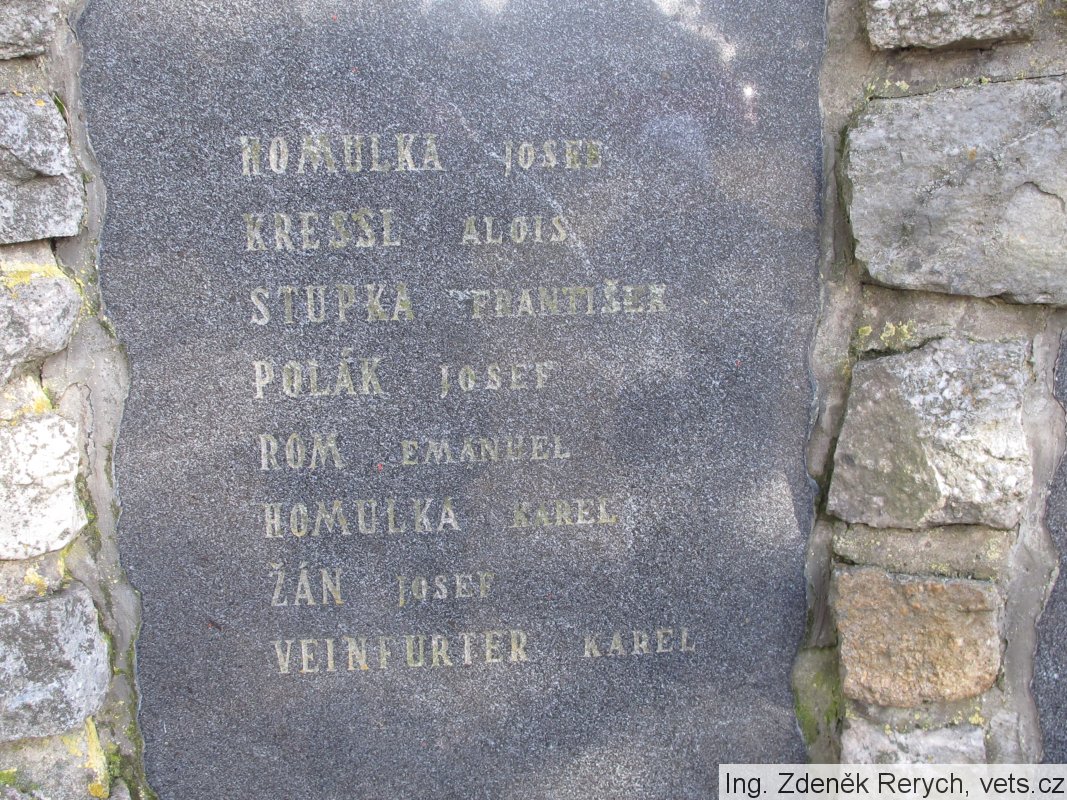 HOMULKA JOSEF
KRESSL ALOIS
STUPKA FRANTIŠEK
POLÁK JOSEF
ROM EMANUEL
HOMULKA KAREL
ŽÁN JOSEF
VEINFURTER KAREL
Ing. Zdeněk Rerych, vets.cz